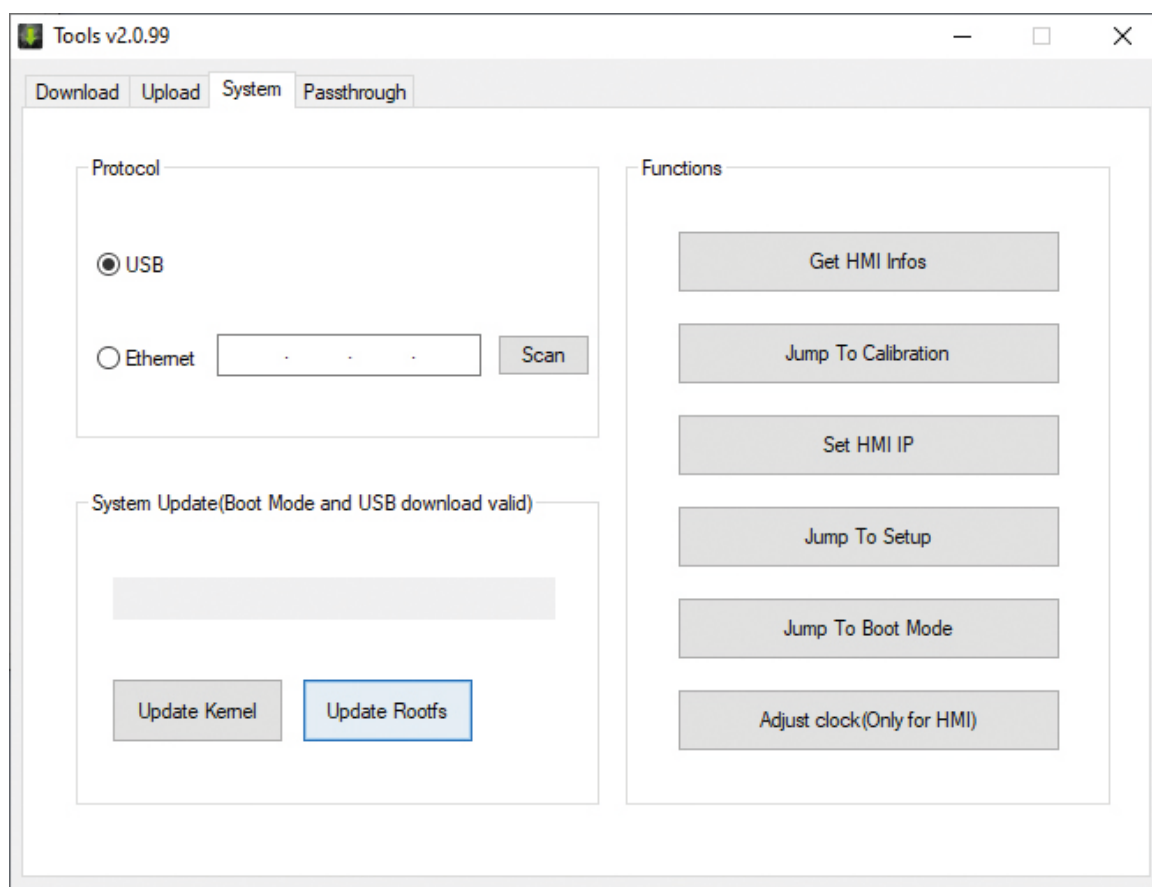 Tools v2.0.99
Download Upload System Passthrough
Protocol
USB
Ethernet . . . Scan
System Update(Boot Mode and USB download valid)
Update Kernel Update Rootfs
Functions
Get HMI Infos
Jump To Calibration
Set HMI IP
Jump To Setup
Jump To Boot Mode
Adjust clock(Only for HMI)